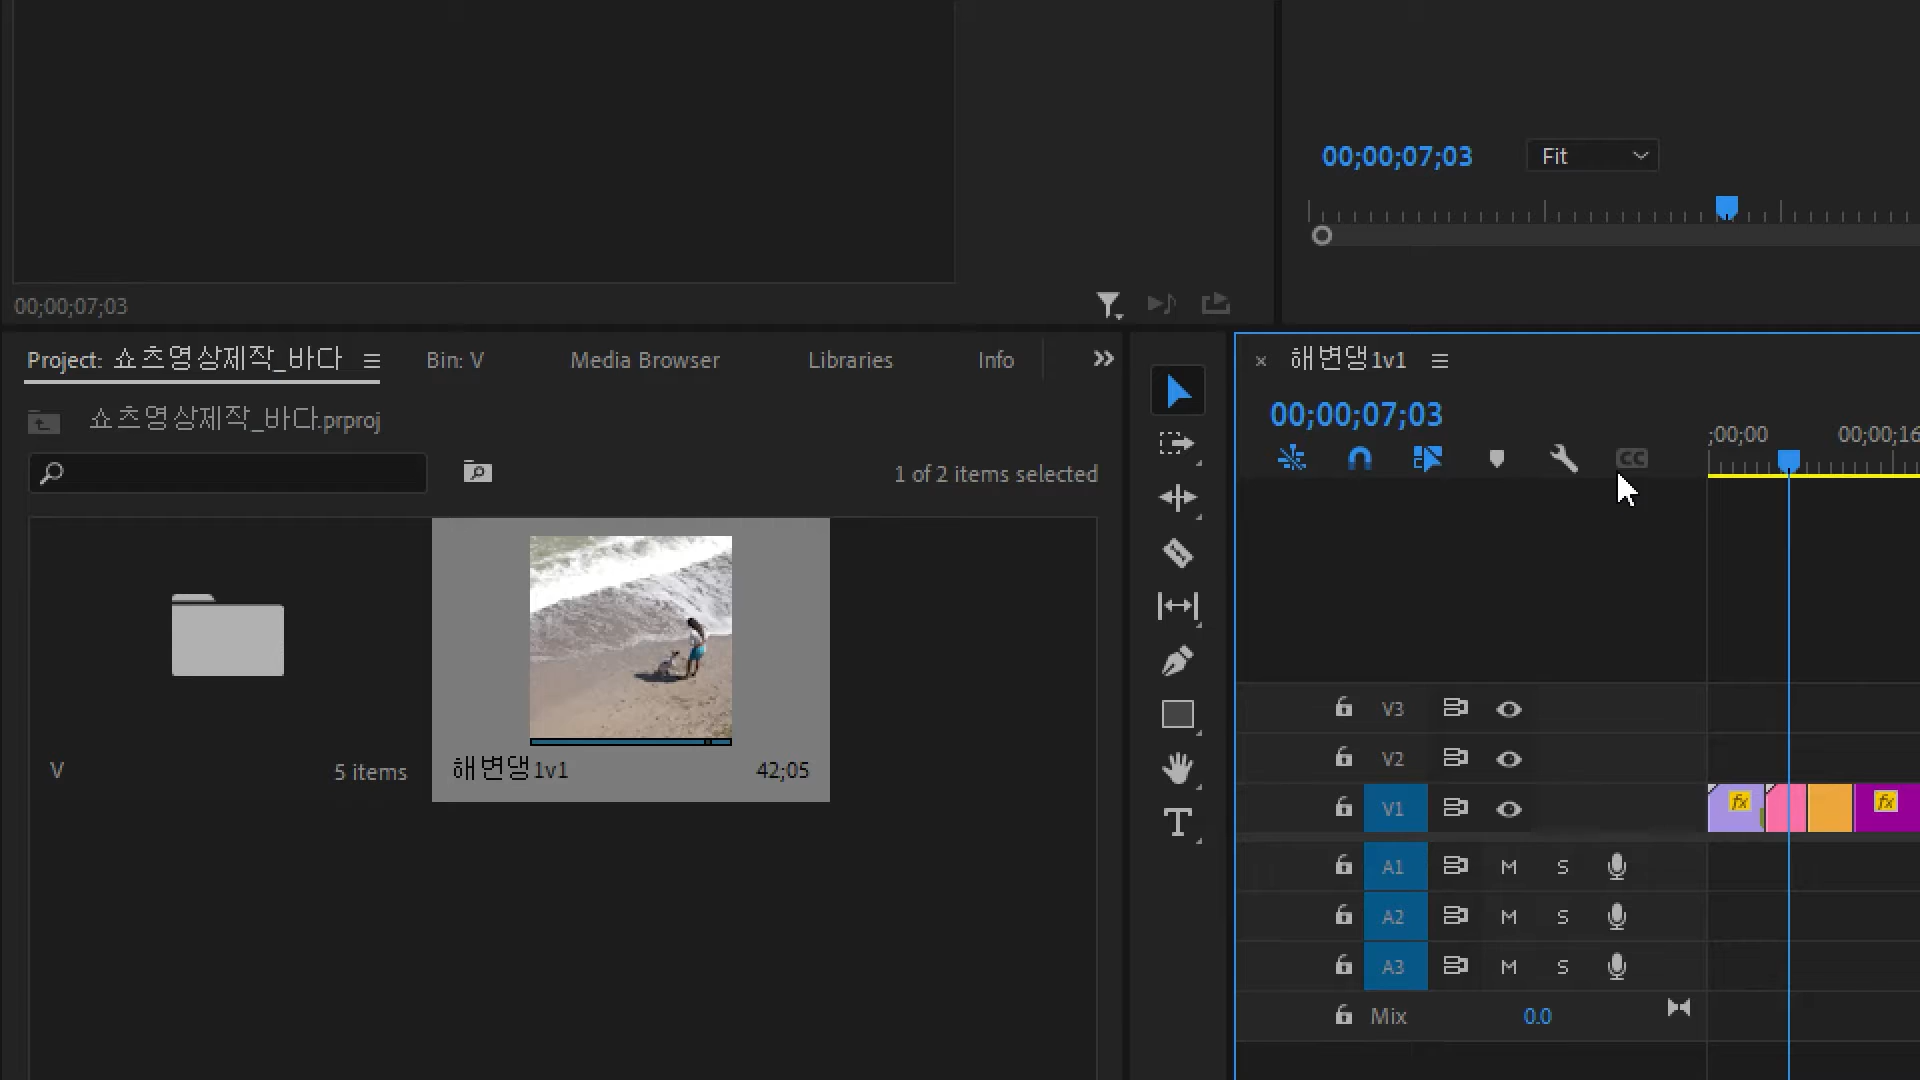 00;00;07;03
Fit
00;00;07;03
Project: 쇼츠영상제작_바다
Bin: V
Media Browser
Libraries
Info
쇼츠영상제작_바다.prproj
1 of 2 items selected
V
5 items
해변댕1v1
42;05
T
해변댕1v1
00;00;07;03
;00;00
00;00;16
CC
V3
V2
V1
fx
fx
A1
M
S
A2
M
S
A3
M
S
Mix
0.0